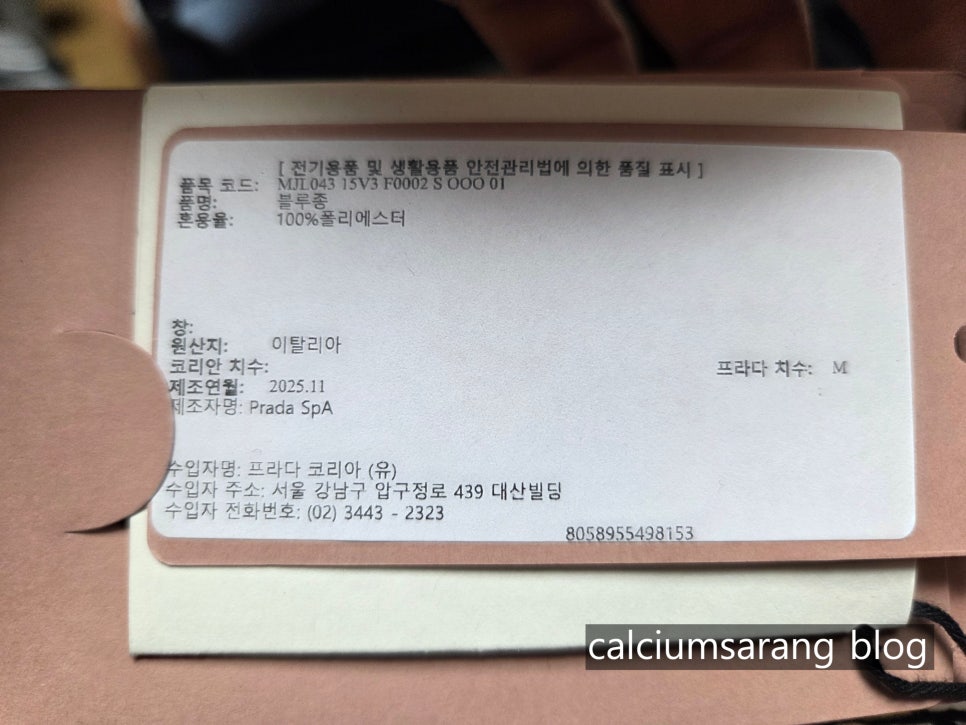 [ 전기용품 및 생활용품 안전관리법에 의한 품질 표시 ]
품목 코드: MJL043 15V3 F0002 S OOO 01
품명: 블루종
혼용율: 100%폴리에스터
창:
원산지: 이탈리아
코리안 치수: 프라다 치수: M
제조연월: 2025.11
제조자명: Prada SpA
수입자명: 프라다 코리아 (유)
수입자 주소: 서울 강남구 압구정로 439 대산빌딩
수입자 전화번호: (02) 3443 - 2323
8058955498153
calciumsarang blog